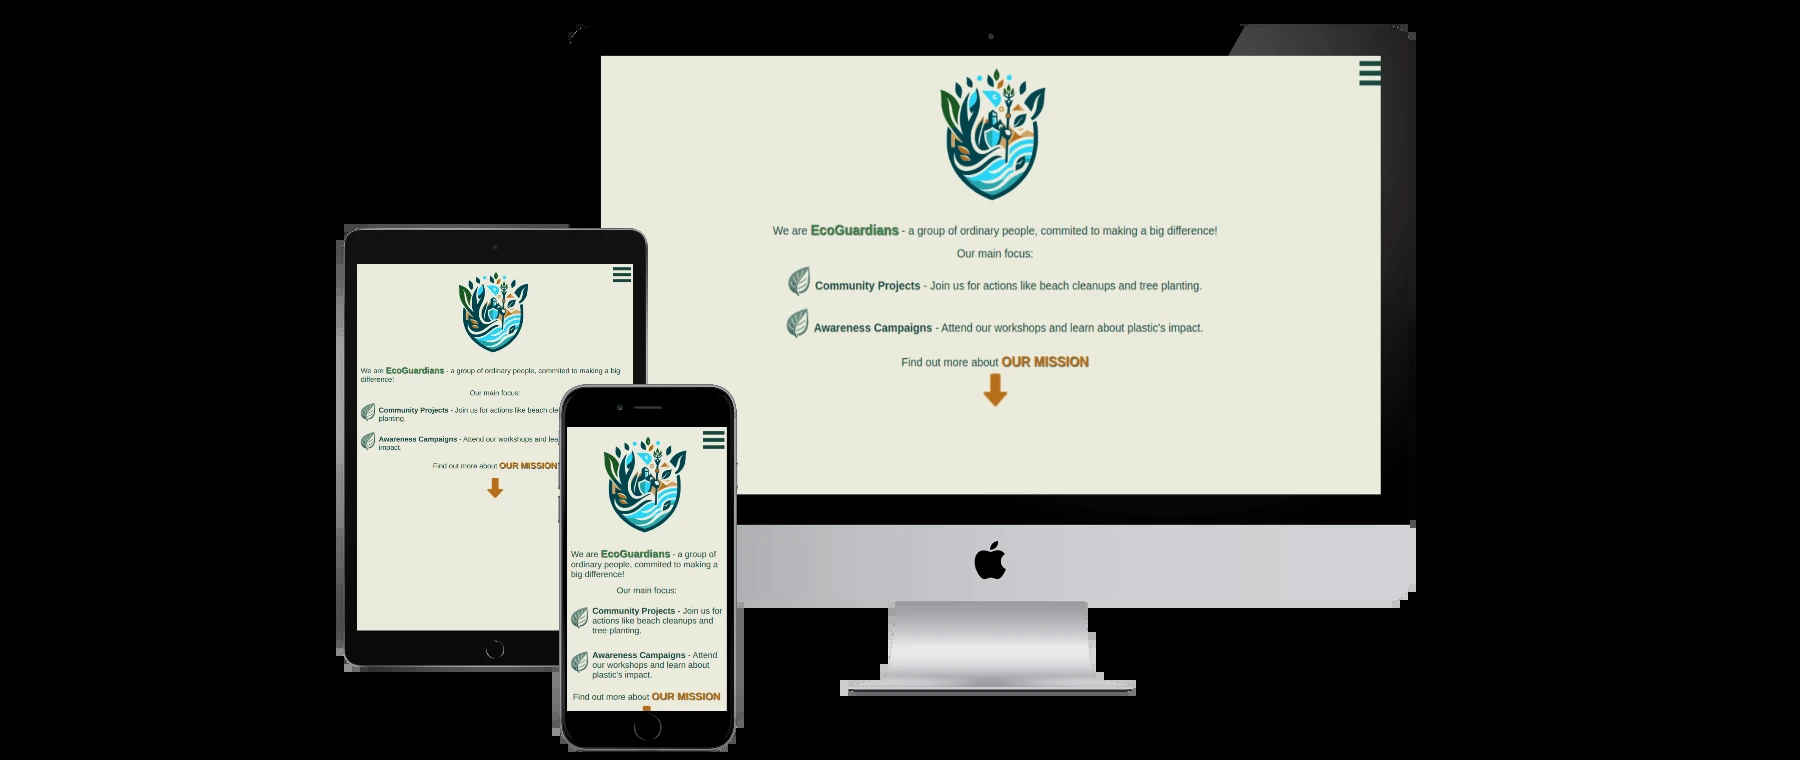 We are EcoGuardians - a group of ordinary people, commited to making a big difference!
Our main focus:
Community Projects - Join us for actions like beach cleanups and tree planting.
Awareness Campaigns - Attend our workshops and learn about plastic's impact.
Find out more about OUR MISSION
We are EcoGuardians - a group of ordinary people, commited to making a big
difference!
Our main focus:
Community Projects - Join us for actions like beach
planting.
Awareness Campaigns - Attend our workshops and
impact.
Find out more about OUR MISSION
We are EcoGuardians - a group of
ordinary people, commited to making a
big difference!
Our main focus:
Community Projects - Join us for
actions like beach cleanups and
tree planting.
Awareness Campaigns - Attend
our workshops and learn about
plastic's impact.
Find out more about OUR MISSION